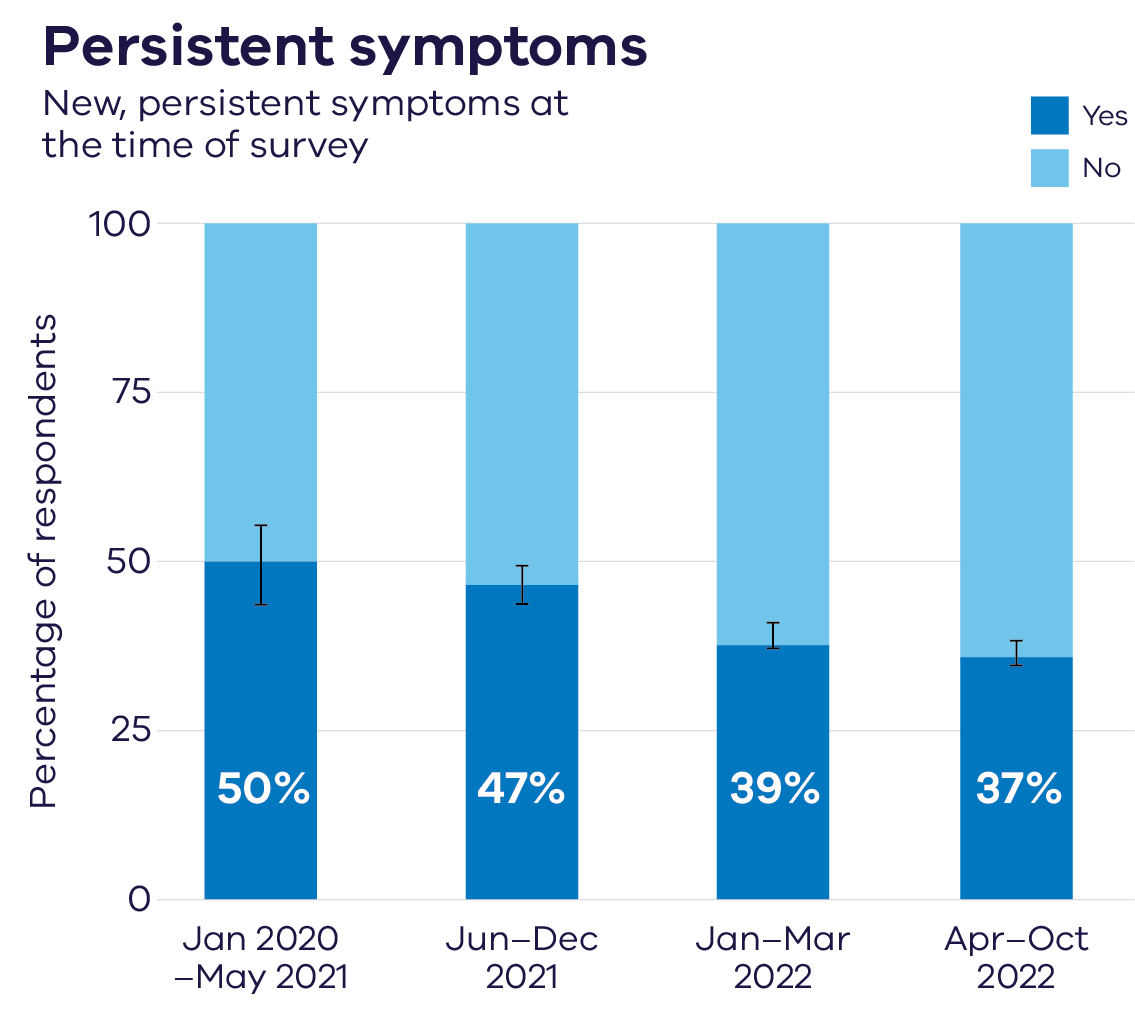 Persistent symptoms
New, persistent symptoms at
the time of survey
Yes
No
Percentage of respondents
100
75
50
25
0
50%
47%
39%
37%
Jan 2020
–May 2021
Jun–Dec
2021
Jan–Mar
2022
Apr–Oct
2022